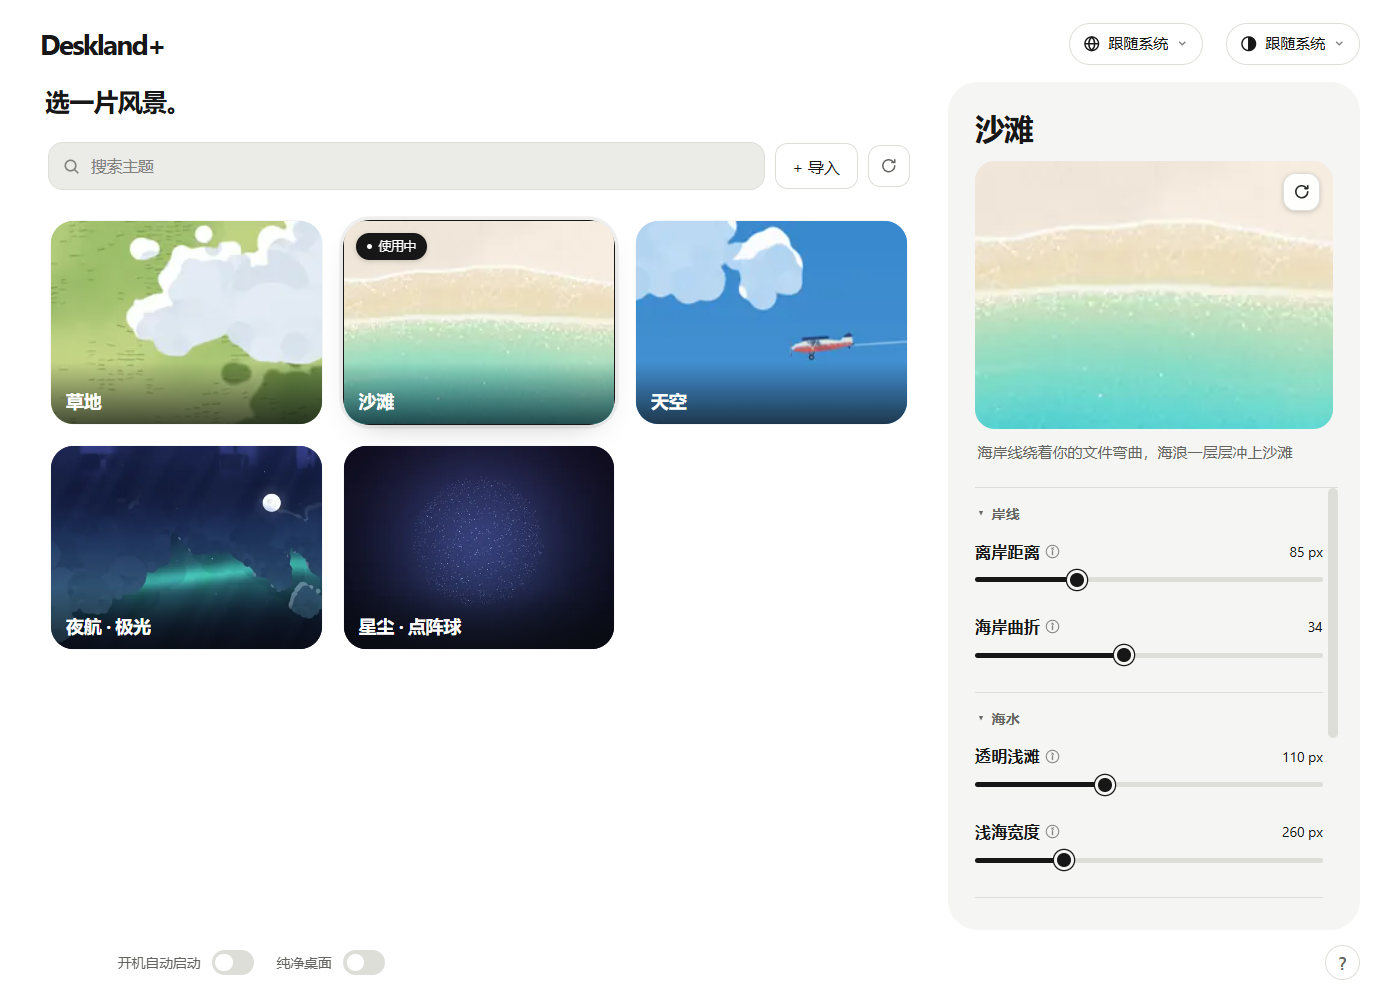 Deskland+
跟随系统
跟随系统
选一片风景。
搜索主题
+ 导入
使用中
草地
沙滩
天空
夜航 · 极光
星尘 · 点阵球
沙滩
海岸线绕着你的文件弯曲，海浪一层层冲上沙滩
岸线
离岸距离
85 px
海岸曲折
34
海水
透明浅滩
110 px
浅海宽度
260 px
开机自动启动
纯净桌面
?